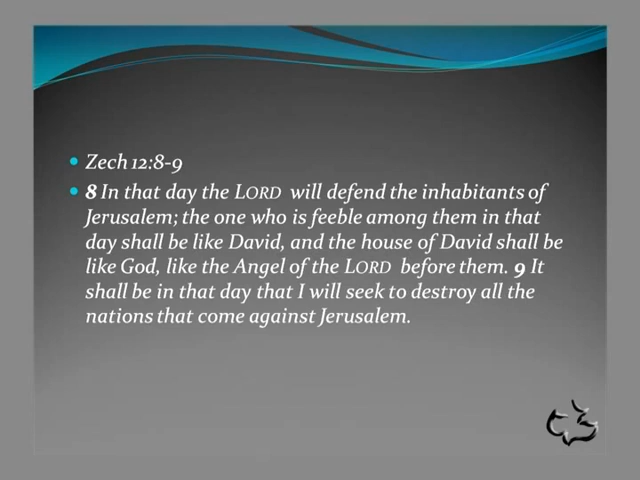 Zech 12:8-9
8 In that day the LORD will defend the inhabitants of
Jerusalem; the one who is feeble among them in that
day shall be like David, and the house of David shall be
like God, like the Angel of the LORD before them. 9 It
shall be in that day that I will seek to destroy all the
nations that come against Jerusalem.